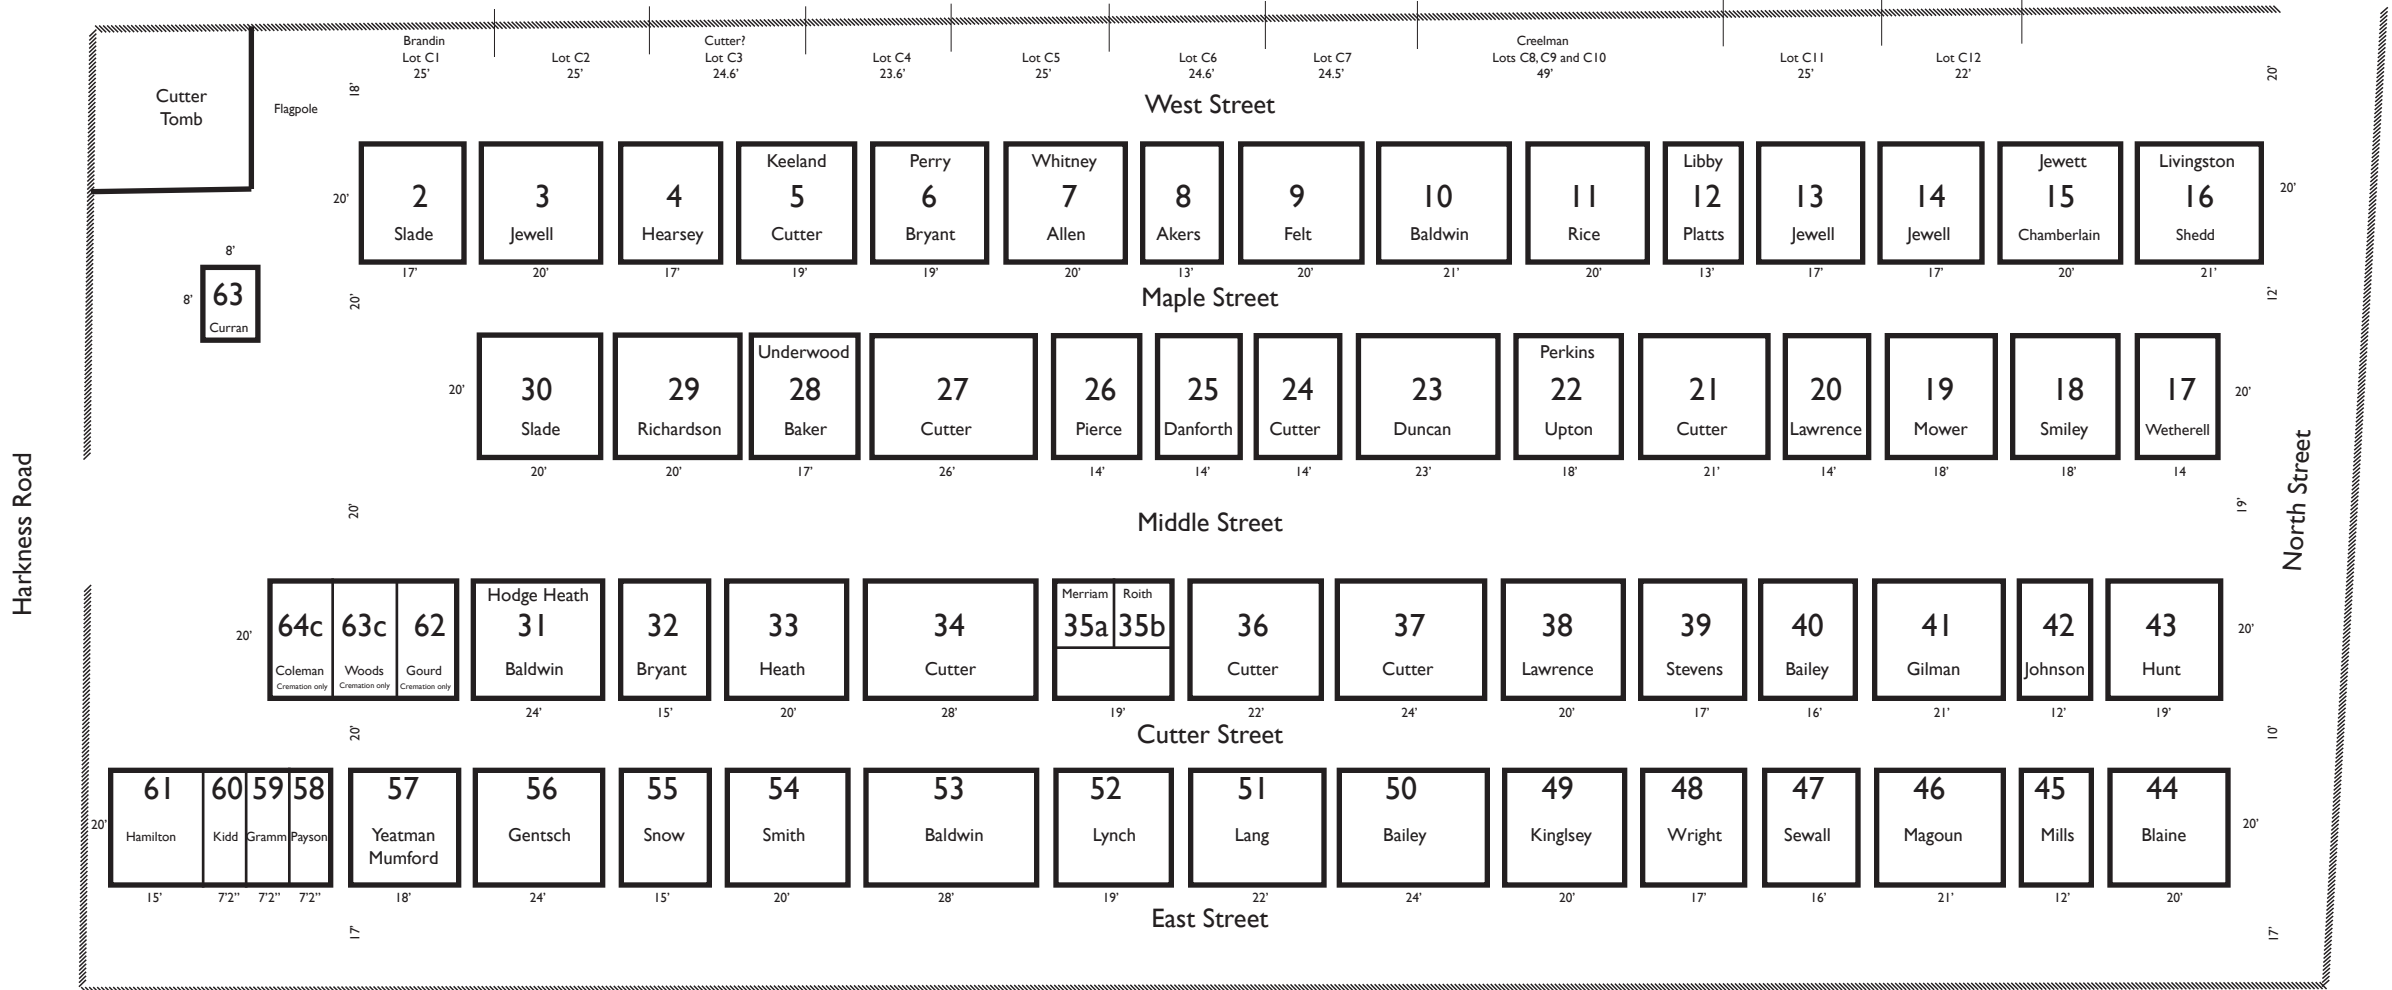 Brandin
Lot C1
25'
Lot C2
25'
Cutter?
Lot C3
24.6'
Lot C4
23.6'
Lot C5
25'
Lot C6
24.6'
Lot C7
24.5'
Creelman
Lots C8, C9 and C10
49'
Lot C11
25'
Lot C12
22'
Cutter
Tomb
Flagpole
18'
West Street
20'
20'
2
Slade
17'
3
Jewell
20'
4
Hearsey
17'
Keeland
5
Cutter
19'
Perry
6
Bryant
19'
Whitney
7
Allen
20'
8
Akers
13'
9
Felt
20'
10
Baldwin
21'
11
Rice
20'
Libby
12
Platts
13'
13
Jewell
17'
14
Jewell
17'
Jewett
15
Chamberlain
20'
Livingston
16
Shedd
21'
20'
8'
8'
63
Curran
20'
Maple Street
12'
20'
30
Slade
20'
29
Richardson
20'
Underwood
28
Baker
17'
27
Cutter
26'
26
Pierce
14'
25
Danforth
14'
24
Cutter
14'
23
Duncan
23'
Perkins
22
Upton
18'
21
Cutter
21'
20
Lawrence
14'
19
Mower
18'
18
Smiley
18'
17
Wetherell
14
20'
Harkness Road
20'
Middle Street
19'
North Street
20'
64c
Coleman
Cremation only
63c
Woods
Cremation only
62
Gourd
Cremation only
Hodge Heath
31
Baldwin
24'
32
Bryant
15'
33
Heath
20'
34
Cutter
28'
Merriam
35a
Roith
35b
19'
36
Cutter
22'
37
Cutter
24'
38
Lawrence
20'
39
Stevens
17'
40
Bailey
16'
41
Gilman
21'
42
Johnson
12'
43
Hunt
19'
20'
20'
Cutter Street
10'
20'
61
Hamilton
15'
60
Kidd
7'2"
59
Gramm
7'2"
58
Payson
7'2"
57
Yeatman
Mumford
18'
56
Gentsch
24'
55
Snow
15'
54
Smith
20'
53
Baldwin
28'
52
Lynch
19'
51
Lang
22'
50
Bailey
24'
49
Kinglsey
20'
48
Wright
17'
47
Sewall
16'
46
Magoun
21'
45
Mills
12'
44
Blaine
20'
20'
17'
East Street
17'